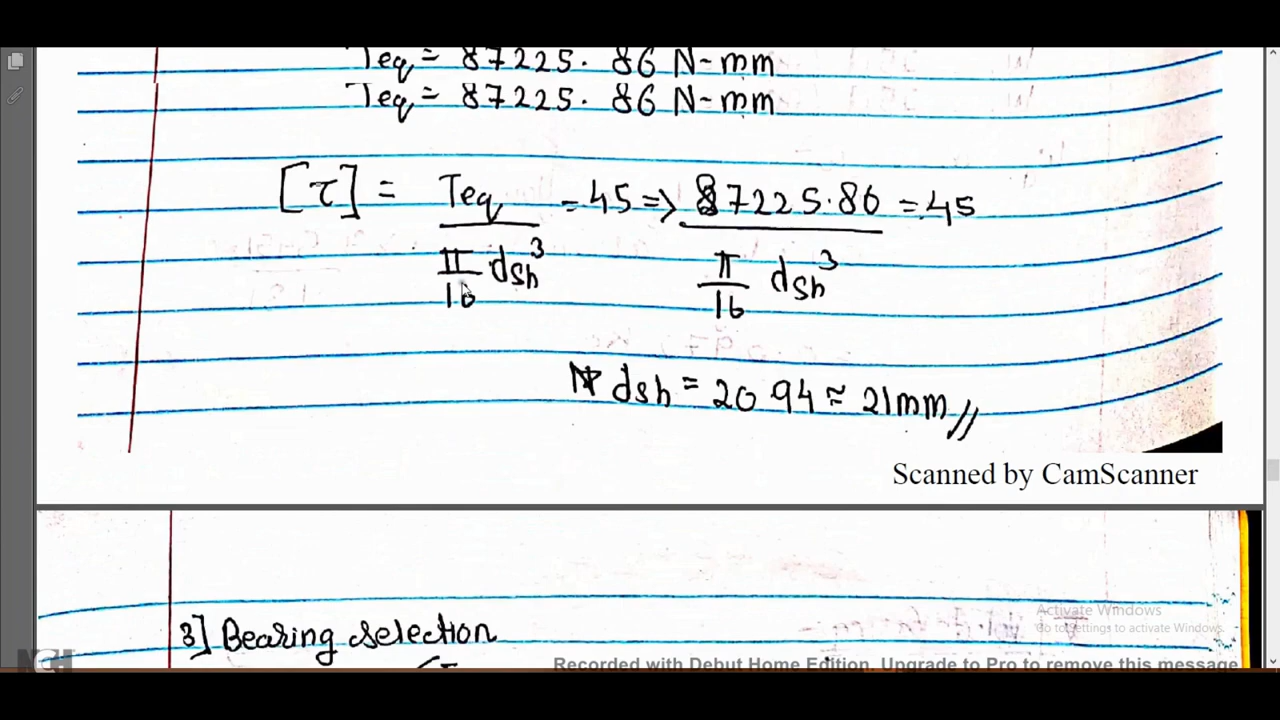 Teq = 87225.86 N-mm
Teq = 87225.86 N-mm
[τ] = Teq / (π/16 dsh³) = 45 => 87225.86 / (π/16 dsh³) = 45
dsh = 20.94 ≈ 21mm //
Scanned by CamScanner
3] Bearing selection
Activate Windows
Go to Settings to activate Windows.
Recorded with Debut Home Edition. Upgrade to Pro to remove this message